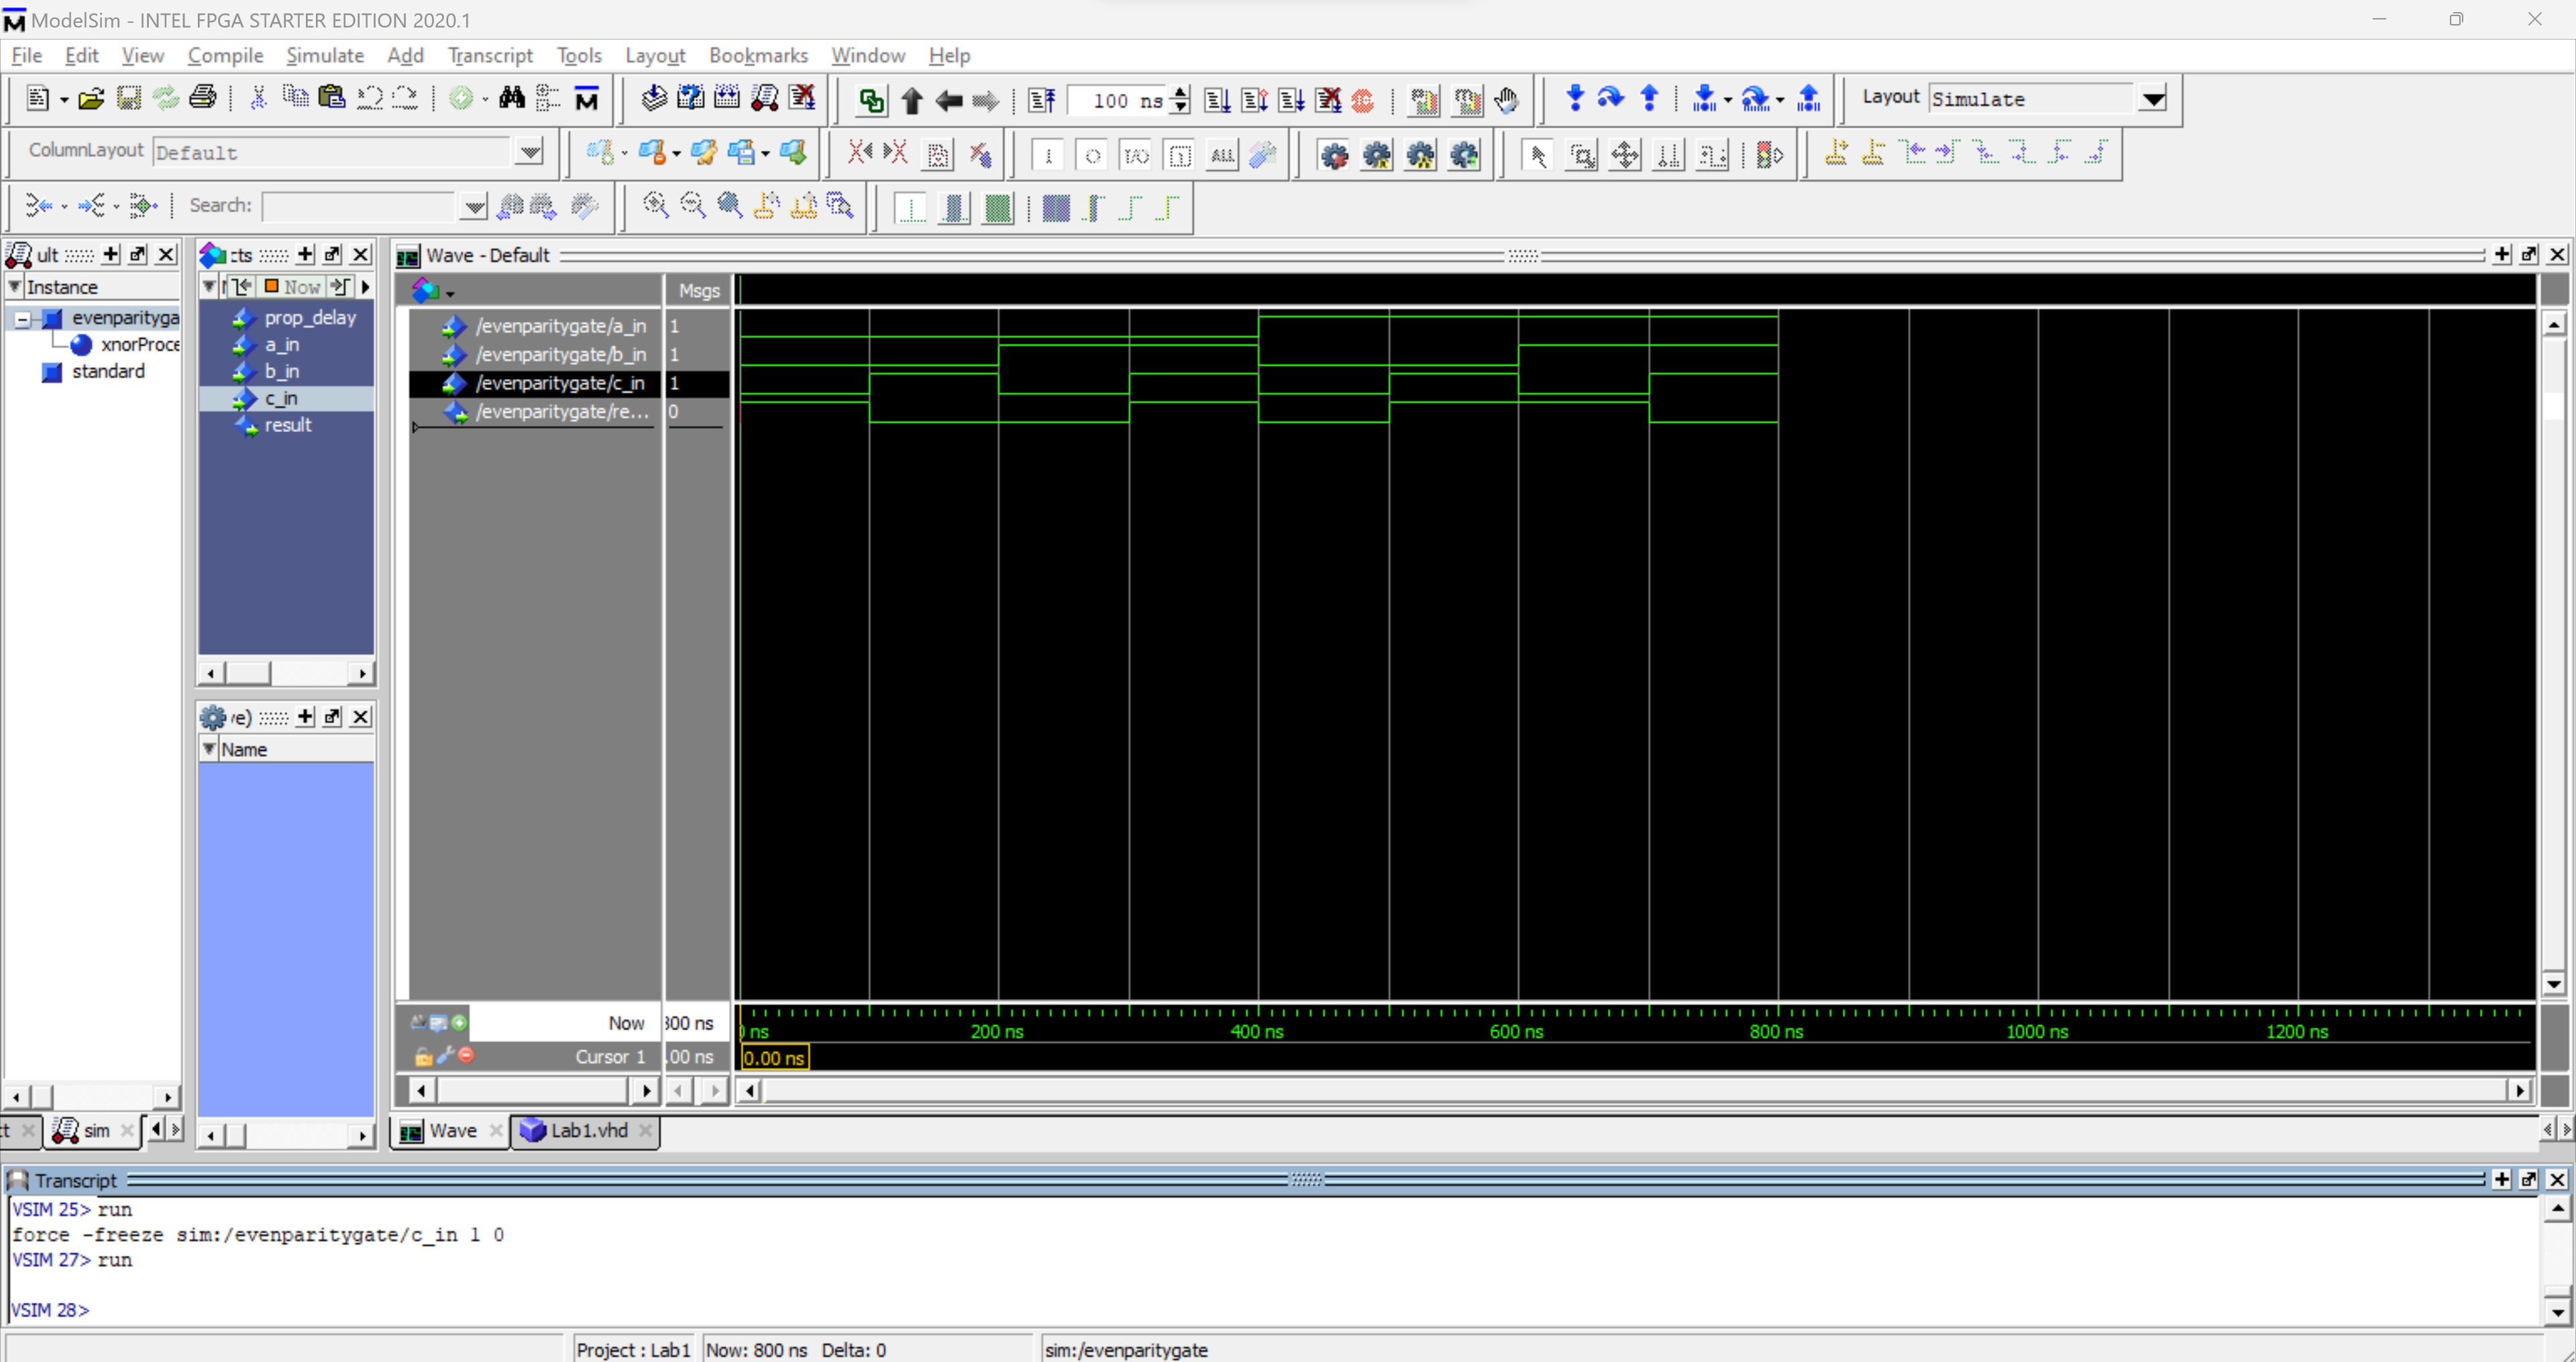 ModelSim - INTEL FPGA STARTER EDITION 2020.1
File Edit View Compile Simulate Add Transcript Tools Layout Bookmarks Window Help
100 ns
Layout Simulate
ColumnLayout Default
ALL
Search:
ult
cts
Wave - Default
Instance
Now
Msgs
evenparityga
xnorProce
standard
prop_delay
a_in
b_in
c_in
result
/evenparitygate/a_in 1
/evenparitygate/b_in 1
/evenparitygate/c_in 1
/evenparitygate/re... 0
Name
Now 800 ns
Cursor 1 .00 ns
0 ns 200 ns 400 ns 600 ns 800 ns 1000 ns 1200 ns
0.00 ns
sim
Wave
Lab1.vhd
Transcript
VSIM 25> run
force -freeze sim:/evenparitygate/c_in 1 0
VSIM 27> run
VSIM 28>
Project : Lab1 Now: 800 ns Delta: 0 sim:/evenparitygate